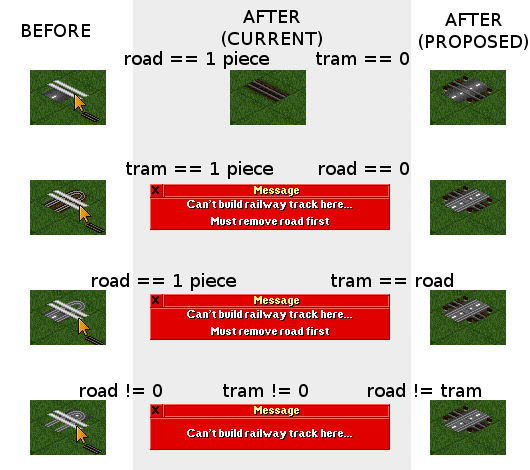 BEFORE
AFTER
(CURRENT)
AFTER
(PROPOSED)
road == 1 piece tram == 0
tram == 1 piece road == 0
X Message
Can't build railway track here...
Must remove road first
road == 1 piece tram == road
X Message
Can't build railway track here...
Must remove road first
road != 0 tram != 0 road != tram
X Message
Can't build railway track here...